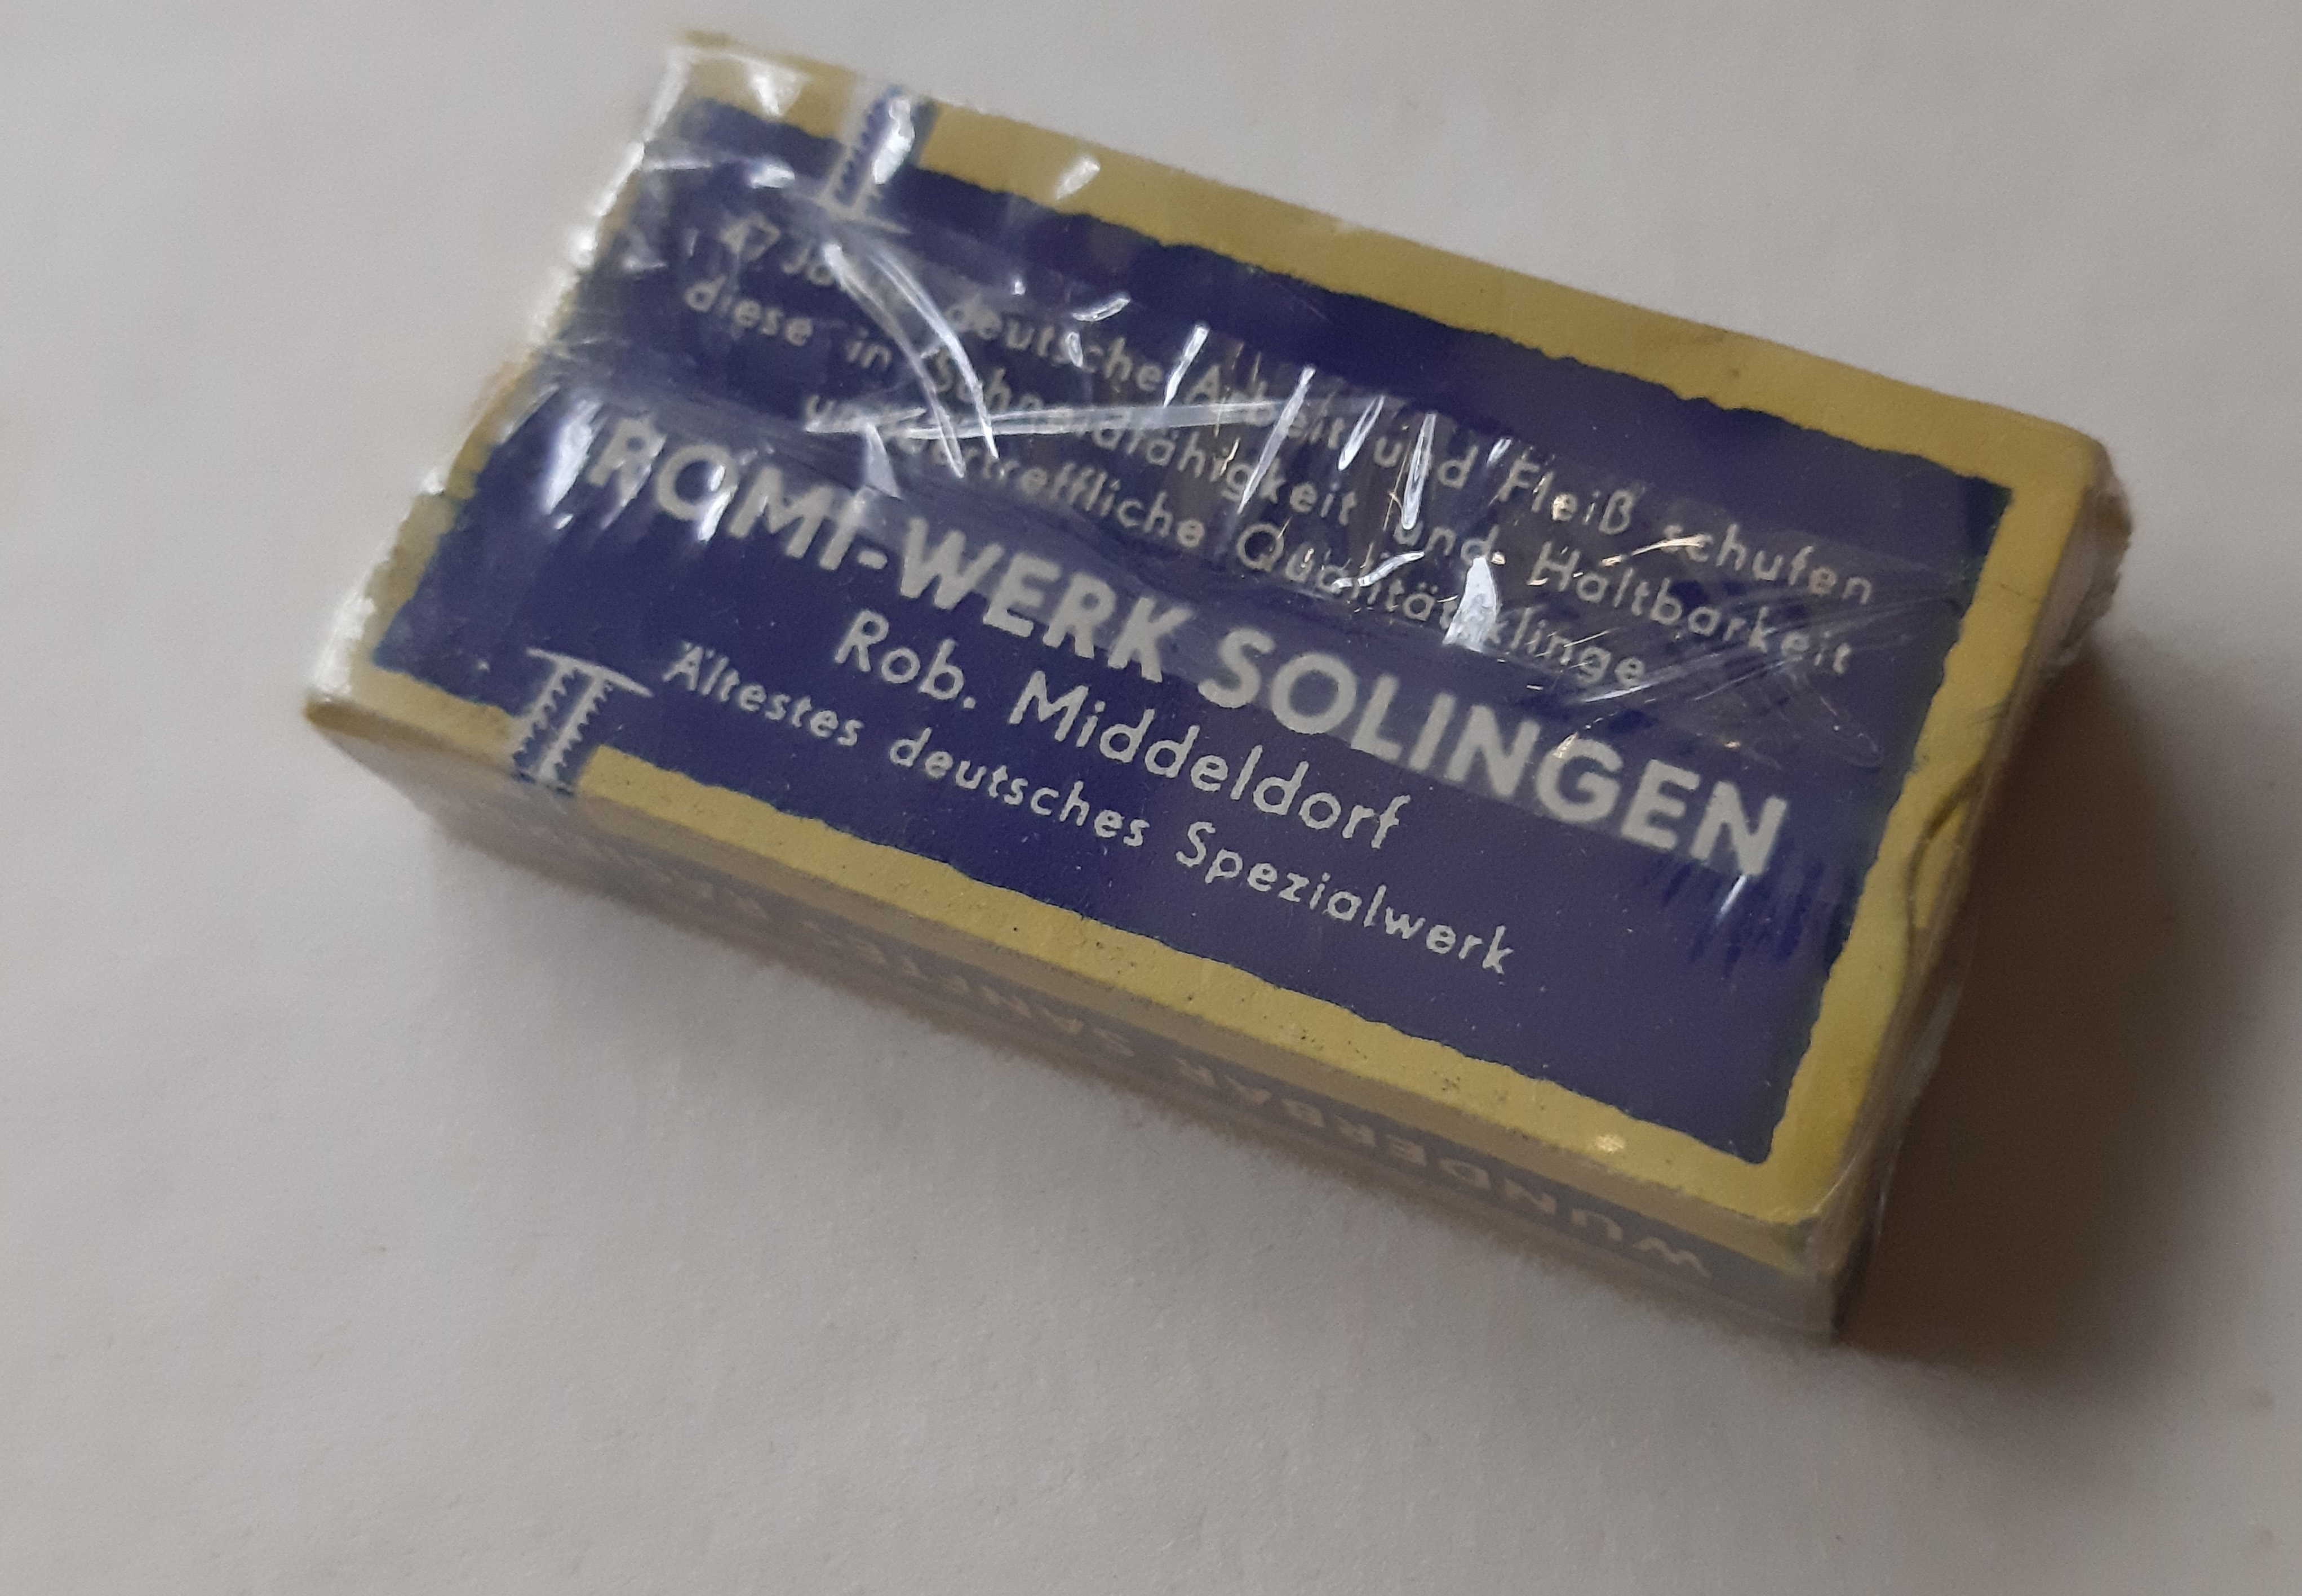 47 Jahre deutsche Arbeit und Fleiß schufen
diese in Schneidfähigkeit und Haltbarkeit
unübertreffliche Qualitätsklinge
ROMI-WERK SOLINGEN
Rob. Middeldorf
Ältestes deutsches Spezialwerk
WUNDERBAR SANFTES